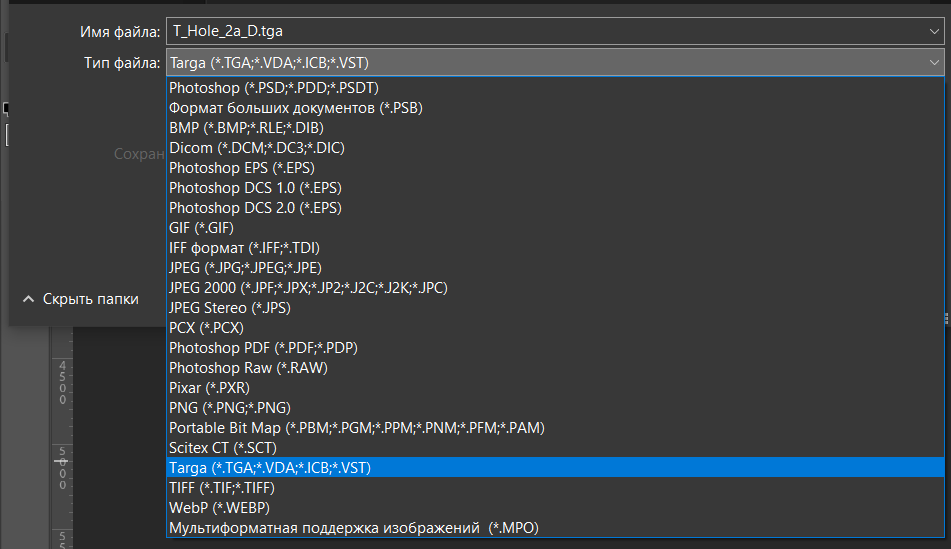 Имя файла: T_Hole_2a_D.tga
Тип файла: Targa (*.TGA;*.VDA;*.ICB;*.VST)
Photoshop (*.PSD;*.PDD;*.PSDT)
Формат больших документов (*.PSB)
BMP (*.BMP;*.RLE;*.DIB)
Dicom (*.DCM;*.DC3;*.DIC)
Сохран
Photoshop EPS (*.EPS)
Photoshop DCS 1.0 (*.EPS)
Photoshop DCS 2.0 (*.EPS)
GIF (*.GIF)
IFF формат (*.IFF;*.TDI)
JPEG (*.JPG;*.JPEG;*.JPE)
JPEG 2000 (*.JPF;*.JPX;*.JP2;*.J2C;*.J2K;*.JPC)
Скрыть папки
JPEG Stereo (*.JPS)
PCX (*.PCX)
Photoshop PDF (*.PDF;*.PDP)
Photoshop Raw (*.RAW)
Pixar (*.PXR)
PNG (*.PNG;*.PNG)
Portable Bit Map (*.PBM;*.PGM;*.PPM;*.PNM;*.PFM;*.PAM)
Scitex CT (*.SCT)
Targa (*.TGA;*.VDA;*.ICB;*.VST)
TIFF (*.TIF;*.TIFF)
WebP (*.WEBP)
Мультиформатная поддержка изображений (*.MPO)
4500
5000
55